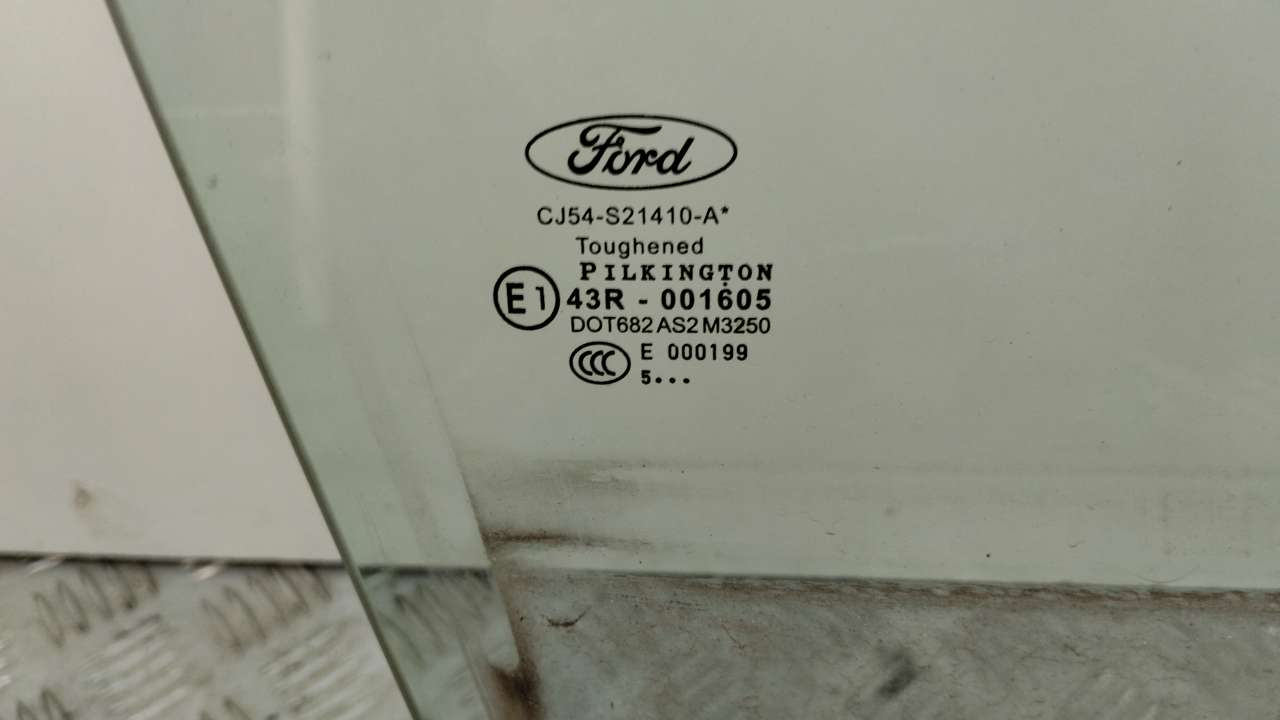 Ford
CJ54-S21410-A*
Toughened
PILKINGTON
E1 43R - 001605
DOT682 AS2 M3250
CCC E 000199
5...